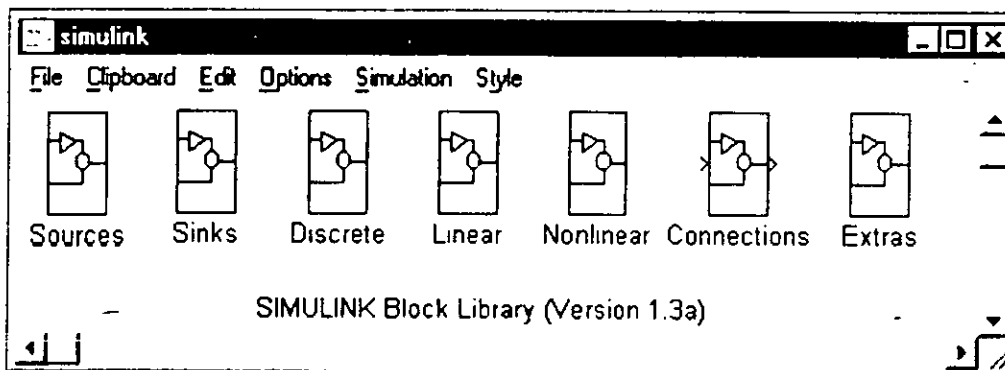 simulink
File Clipboard Edit Options Simulation Style
Sources Sinks Discrete Linear Nonlinear Connections Extras
SIMULINK Block Library (Version 1.3a)